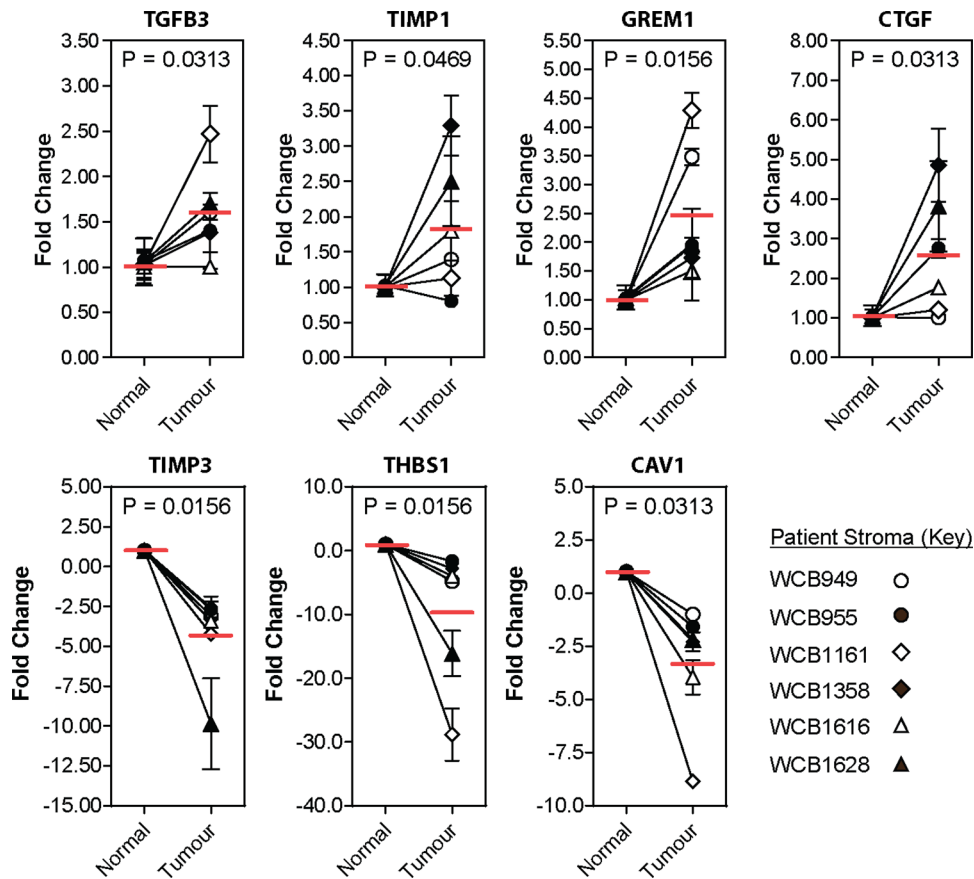 TGFB3
P = 0.0313
Fold Change
3.50
3.00
2.50
2.00
1.50
1.00
0.50
0.00
Normal
Tumour
TIMP1
P = 0.0469
Fold Change
4.50
4.00
3.50
3.00
2.50
2.00
1.50
1.00
0.50
0.00
Normal
Tumour
GREM1
P = 0.0156
Fold Change
5.50
5.00
4.50
4.00
3.50
3.00
2.50
2.00
1.50
1.00
0.50
0.00
Normal
Tumour
CTGF
P = 0.0313
Fold Change
8.00
7.00
6.00
5.00
4.00
3.00
2.00
1.00
0.00
Normal
Tumour
TIMP3
P = 0.0156
Fold Change
5.00
2.50
0.00
-2.50
-5.00
-7.50
-10.00
-12.50
-15.00
Normal
Tumour
THBS1
P = 0.0156
Fold Change
10.0
0.0
-10.0
-20.0
-30.0
-40.0
Normal
Tumour
CAV1
P = 0.0313
Fold Change
5.0
2.5
0.0
-2.5
-5.0
-7.5
-10.0
Normal
Tumour
Patient Stroma (Key)
WCB949
WCB955
WCB1161
WCB1358
WCB1616
WCB1628